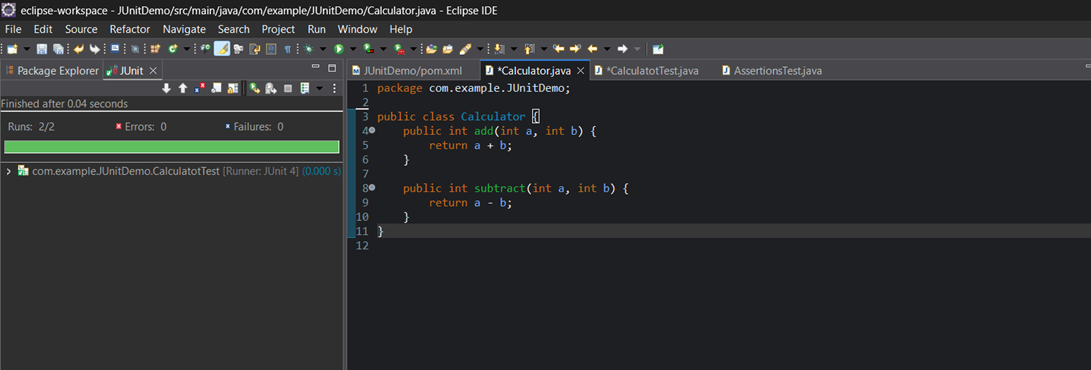 eclipse-workspace - JUnitDemo/src/main/java/com/example/JUnitDemo/Calculator.java - Eclipse IDE
File Edit Source Refactor Navigate Search Project Run Window Help
Package Explorer JUnit
Finished after 0.04 seconds
Runs: 2/2 Errors: 0 Failures: 0
com.example.JUnitDemo.CalculatotTest [Runner: JUnit 4] (0.000 s)
JUnitDemo/pom.xml *Calculator.java *CalculatotTest.java AssertionsTest.java
1 package com.example.JUnitDemo;
2
3 public class Calculator {
4 public int add(int a, int b) {
5 return a + b;
6 }
7
8 public int subtract(int a, int b) {
9 return a - b;
10 }
11 }
12